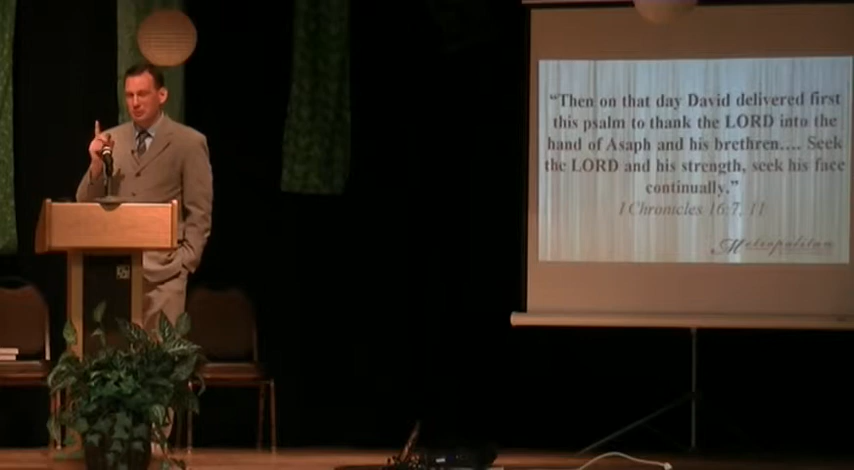 “Then on that day David delivered first
this psalm to thank the LORD into the
hand of Asaph and his brethren…. Seek
the LORD and his strength, seek his face
continually.”
1 Chronicles 16:7, 11
Metropolitan